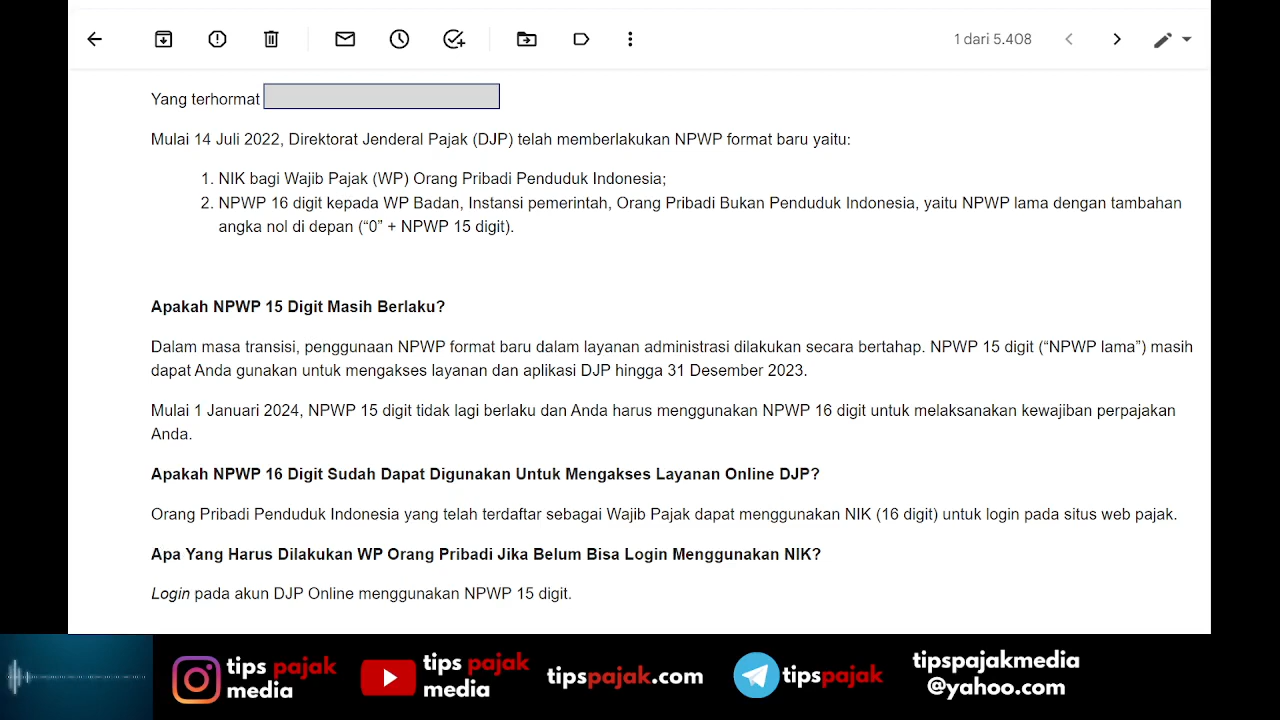 1 dari 5.408
Yang terhormat
Mulai 14 Juli 2022, Direktorat Jenderal Pajak (DJP) telah memberlakukan NPWP format baru yaitu:
1. NIK bagi Wajib Pajak (WP) Orang Pribadi Penduduk Indonesia;
2. NPWP 16 digit kepada WP Badan, Instansi pemerintah, Orang Pribadi Bukan Penduduk Indonesia, yaitu NPWP lama dengan tambahan
angka nol di depan (“0” + NPWP 15 digit).
Apakah NPWP 15 Digit Masih Berlaku?
Dalam masa transisi, penggunaan NPWP format baru dalam layanan administrasi dilakukan secara bertahap. NPWP 15 digit (“NPWP lama”) masih
dapat Anda gunakan untuk mengakses layanan dan aplikasi DJP hingga 31 Desember 2023.
Mulai 1 Januari 2024, NPWP 15 digit tidak lagi berlaku dan Anda harus menggunakan NPWP 16 digit untuk melaksanakan kewajiban perpajakan
Anda.
Apakah NPWP 16 Digit Sudah Dapat Digunakan Untuk Mengakses Layanan Online DJP?
Orang Pribadi Penduduk Indonesia yang telah terdaftar sebagai Wajib Pajak dapat menggunakan NIK (16 digit) untuk login pada situs web pajak.
Apa Yang Harus Dilakukan WP Orang Pribadi Jika Belum Bisa Login Menggunakan NIK?
Login pada akun DJP Online menggunakan NPWP 15 digit.
tips pajak
media
tips pajak
media
tipspajak.com
tipspajak
tipspajakmedia
@yahoo.com